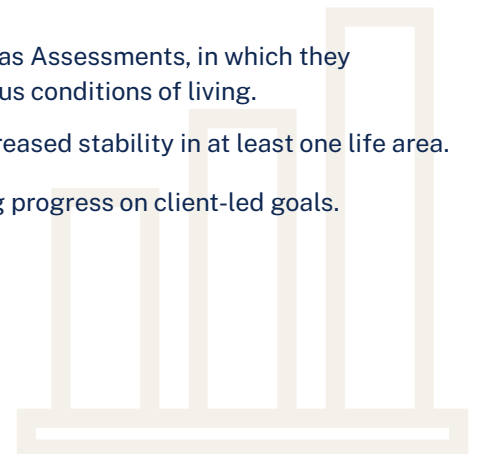 as Assessments, in which they
us conditions of living.
reased stability in at least one life area.
g progress on client-led goals.